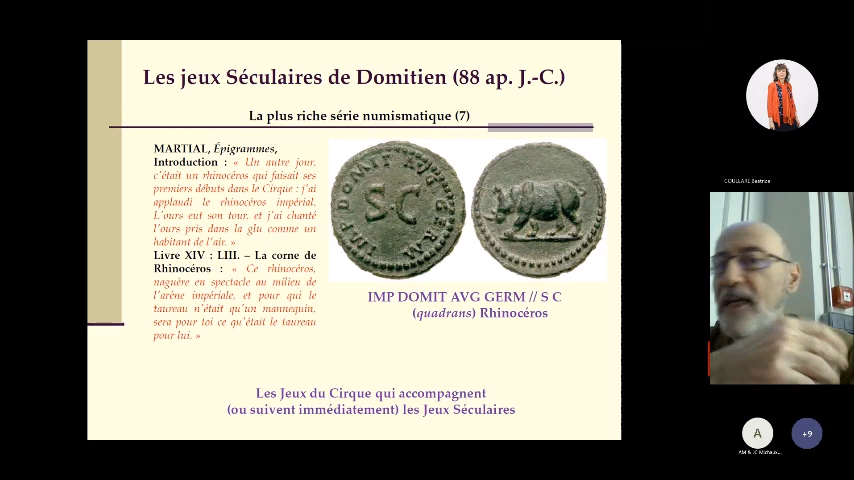 Les jeux Séculaires de Domitien (88 ap. J.-C.)
La plus riche série numismatique (7)
MARTIAL, Épigrammes,
Introduction : « Un autre jour,
c'était un rhinocéros qui faisait ses
premiers débuts dans le Cirque : j'ai
applaudi le rhinocéros impérial.
L'ours eut son tour, et j'ai chanté
l'ours pris dans la glu comme un
habitant de l'air. »
Livre XIV : LIII. – La corne de
Rhinocéros : « Ce rhinocéros,
naguère en spectacle au milieu de
l'arène impériale, et pour qui le
taureau n'était qu'un mannequin,
sera pour toi ce qu'était le taureau
pour lui. »
IMP DOMIT AVG GERM
S C
IMP DOMIT AVG GERM // S C
(quadrans) Rhinocéros
Les Jeux du Cirque qui accompagnent
(ou suivent immédiatement) les Jeux Séculaires
A
+9